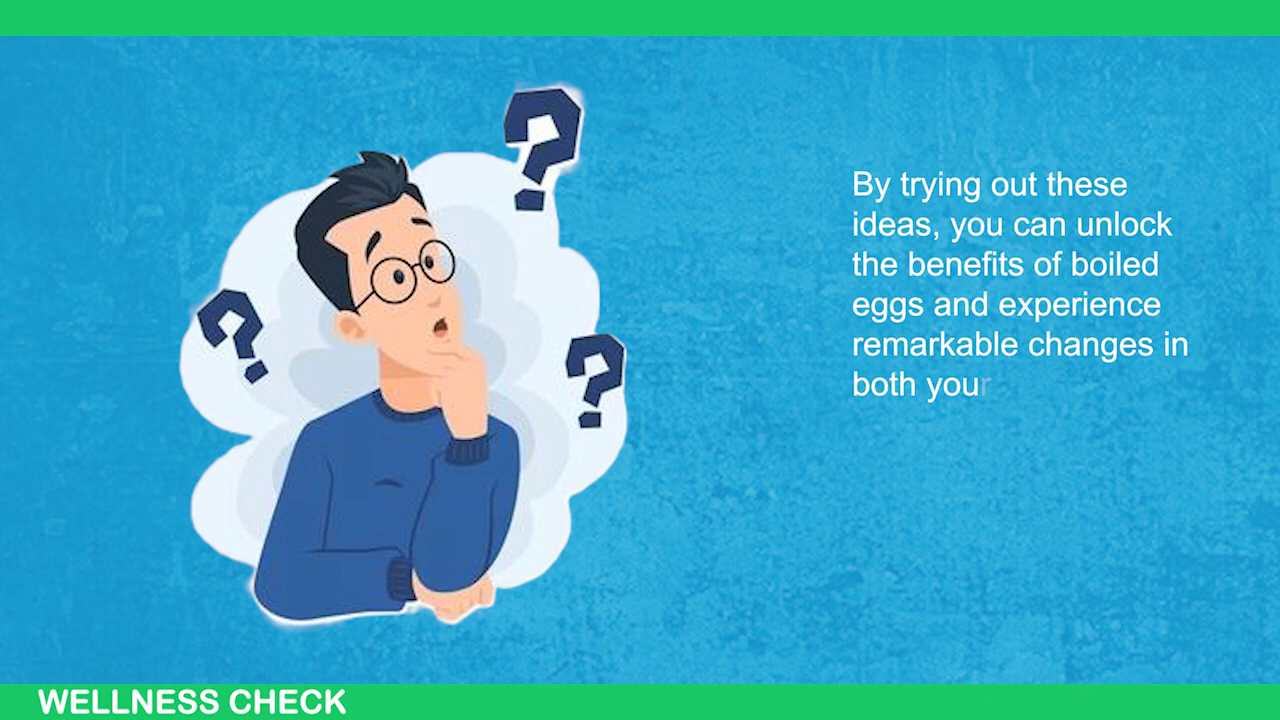 By trying out these
ideas, you can unlock
the benefits of boiled
eggs and experience
remarkable changes in
both your
WELLNESS CHECK